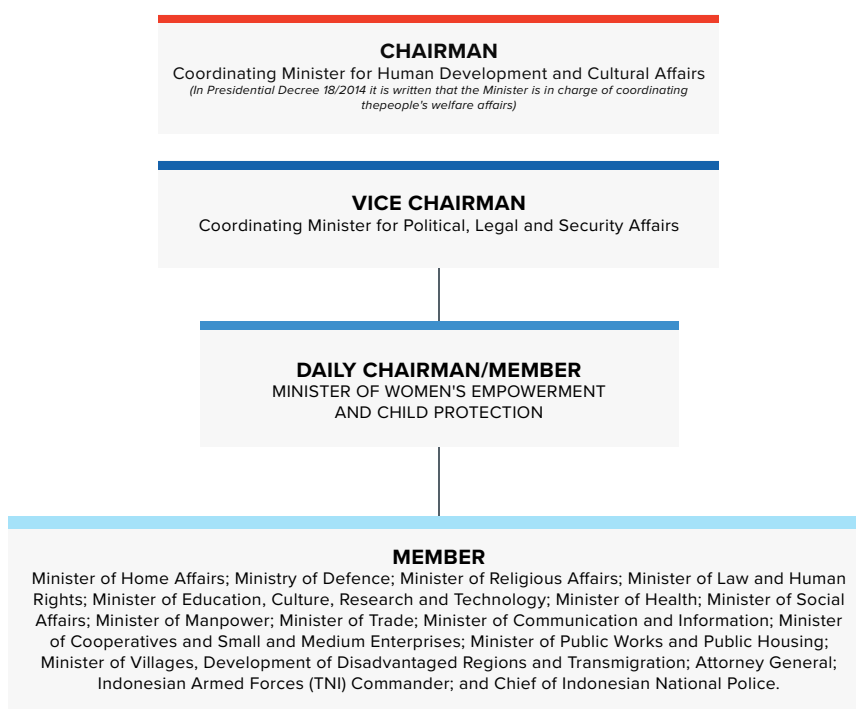 CHAIRMAN
Coordinating Minister for Human Development and Cultural Affairs
(In Presidential Decree 18/2014 it is written that the Minister is in charge of coordinating
thepeople's welfare affairs)
VICE CHAIRMAN
Coordinating Minister for Political, Legal and Security Affairs
DAILY CHAIRMAN/MEMBER
MINISTER OF WOMEN'S EMPOWERMENT
AND CHILD PROTECTION
MEMBER
Minister of Home Affairs; Ministry of Defence; Minister of Religious Affairs; Minister of Law and Human
Rights; Minister of Education, Culture, Research and Technology; Minister of Health; Minister of Social
Affairs; Minister of Manpower; Minister of Trade; Minister of Communication and Information; Minister
of Cooperatives and Small and Medium Enterprises; Minister of Public Works and Public Housing;
Minister of Villages, Development of Disadvantaged Regions and Transmigration; Attorney General;
Indonesian Armed Forces (TNI) Commander; and Chief of Indonesian National Police.